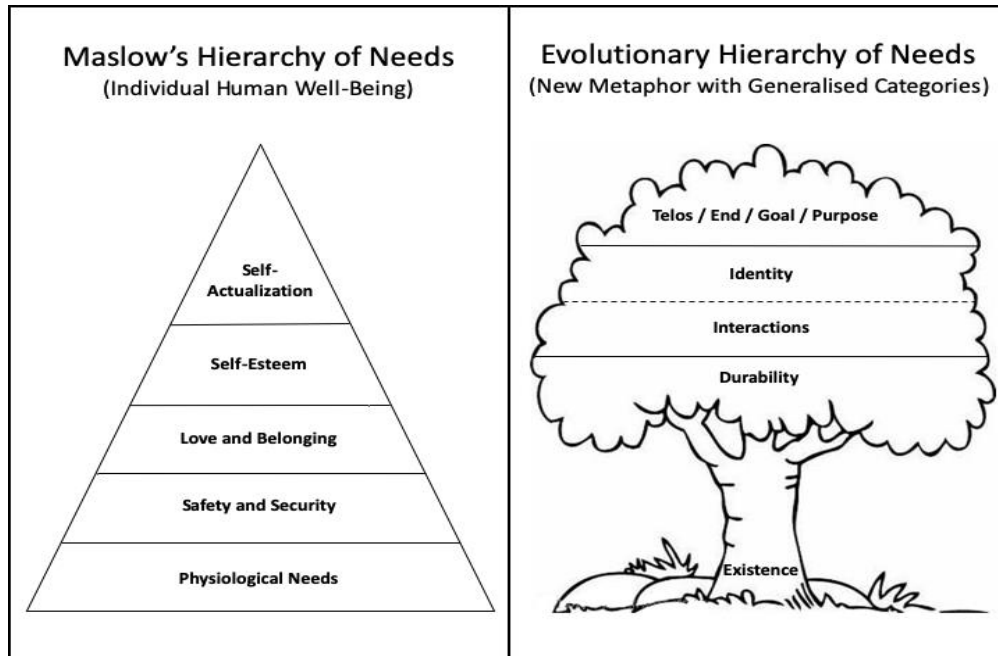 Maslow’s Hierarchy of Needs
(Individual Human Well-Being)
Self-
Actualization
Self-Esteem
Love and Belonging
Safety and Security
Physiological Needs
Evolutionary Hierarchy of Needs
(New Metaphor with Generalised Categories)
Telos / End / Goal / Purpose
Identity
Interactions
Durability
Existence